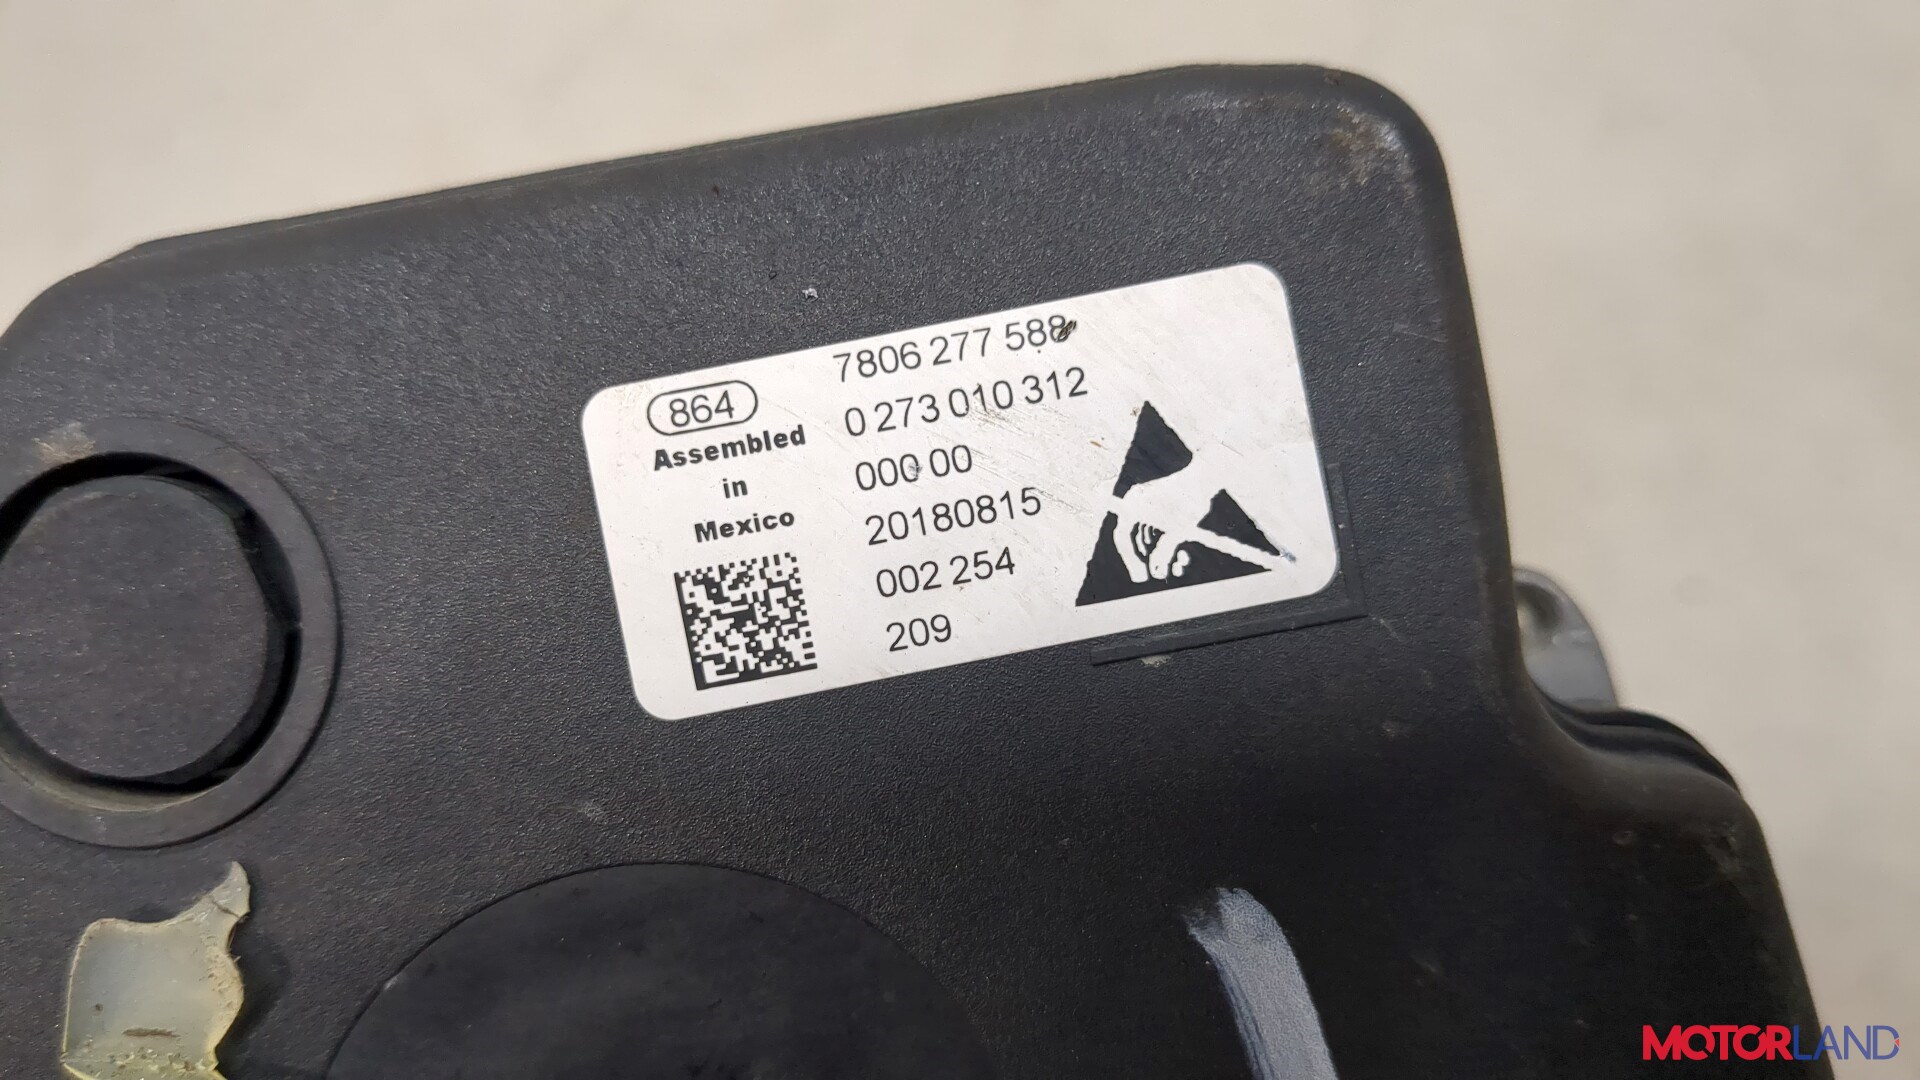 864
Assembled
in
Mexico
7806 277 588
0 273 010 312
000 00
20180815
002 254
209
MOTORLAND